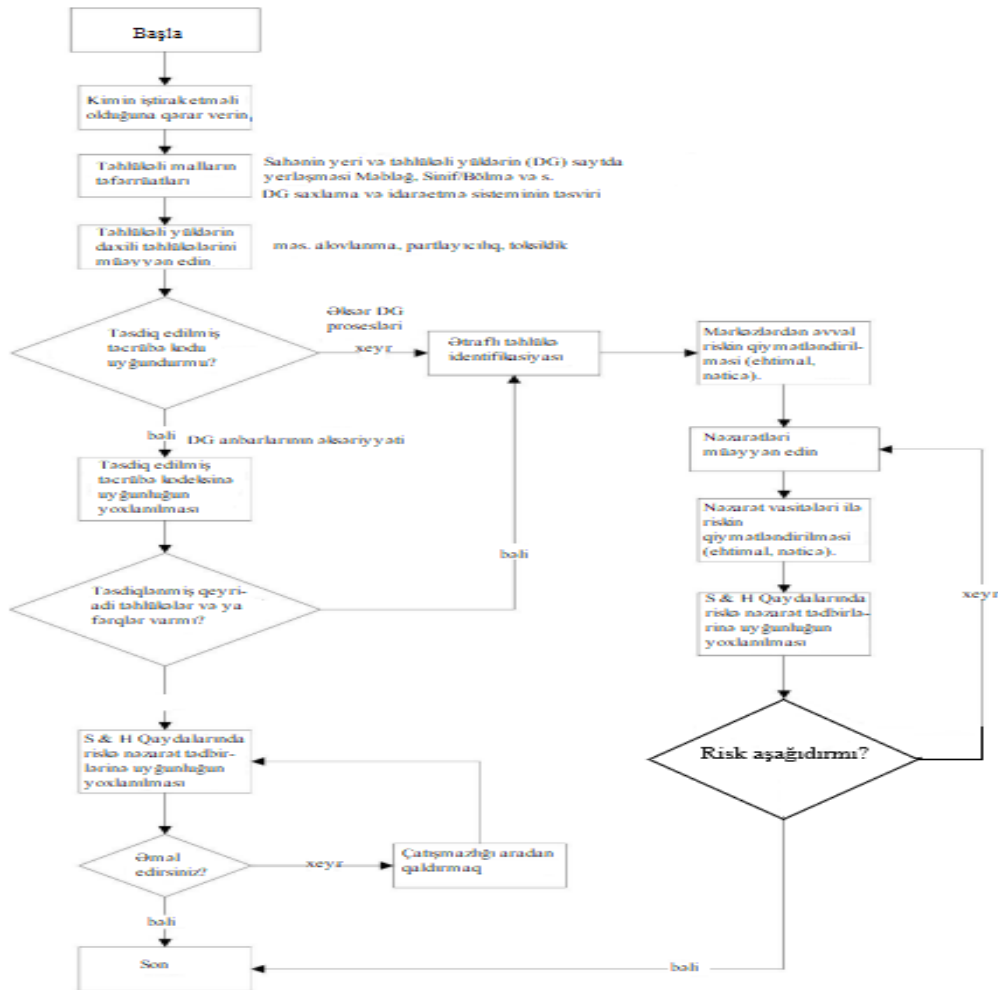 Başla
Kimin iştirak etməli
olduğuna qərar verin,
Təhlükəli malların
təfərrüatları
Sahənin yeri və təhlükəli yüklərin (DG) saytda
yerləşməsi Məbləğ, Sinif/Bölmə və s.
DG saxlama və idarəetmə sisteminin təsviri
Təhlükəli yüklərin
daxili təhlükələrini
müəyyən edin
məs. alovlanma, partlayıcılıq, toksiklik
Təsdiq edilmiş
təcrübə kodu
uyğundurmu?
Əksər DG
prosesləri
xeyr
Ətraflı təhlükə
identifikasiyası
Mərkəzlərdən əvvəl
riskin qiymətləndiril-
məsi (ehtimal,
nəticə).
bəli
DG anbarlarının əksəriyyəti
Nəzarətləri
müəyyən edin
Təsdiq edilmiş
təcrübə kodeksinə
uyğunluğun
yoxlanılması
Nəzarət vasitələri ilə
riskin
qiymətləndirilməsi
(ehtimal, nəticə).
bəli
Təsdiqlənmiş qeyri-
adi təhlükələr və ya
fərqlər varmı?
S & H Qaydalarında
riskə nəzarət tədbirlə-
rinə uyğunluğun
yoxlanılması
xeyr
S & H Qaydalarında
riskə nəzarət tədbir-
lərinə uyğunluğun
yoxlanılması
Risk aşağıdırmı?
Əməl
edirsiniz?
xeyr
Çatışmazlığı aradan
qaldırmaq
bəli
Son
bəli